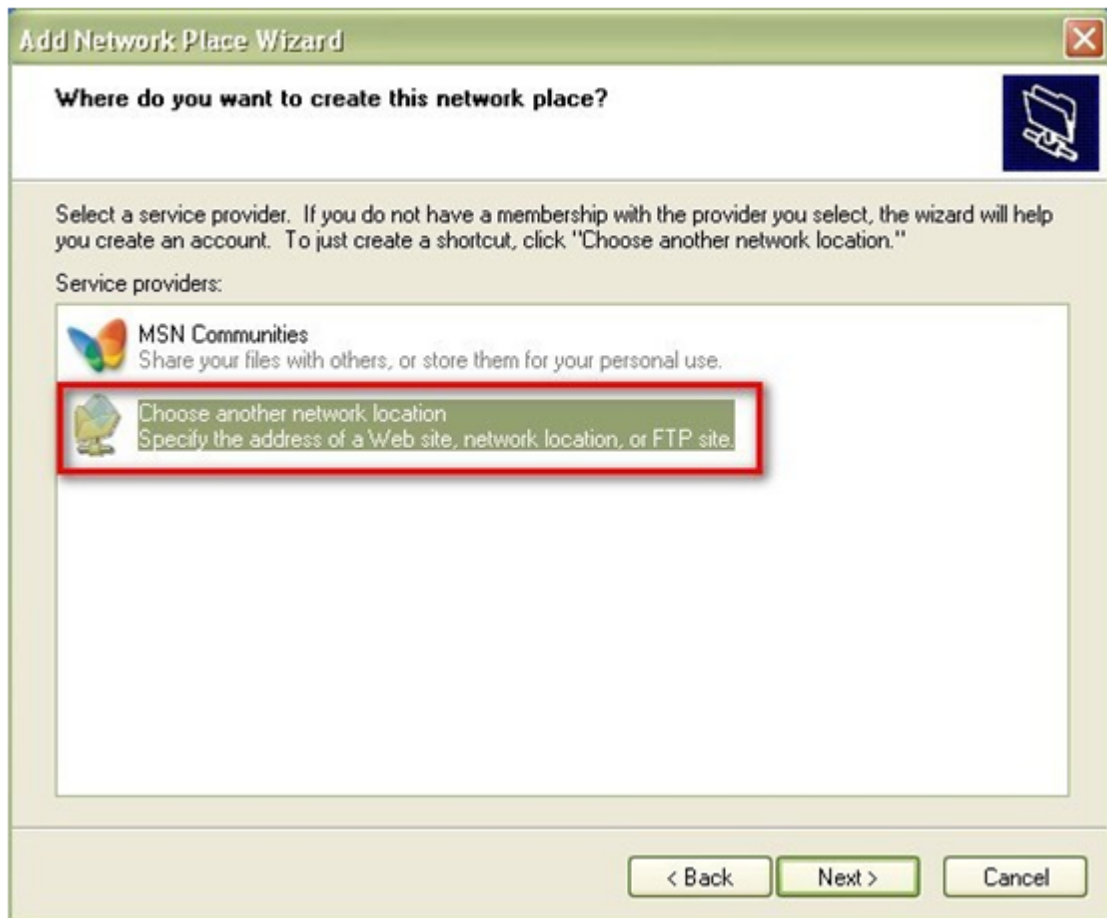 Add Network Place Wizard
Where do you want to create this network place?
Select a service provider. If you do not have a membership with the provider you select, the wizard will help
you create an account. To just create a shortcut, click "Choose another network location."
Service providers:
MSN Communities
Share your files with others, or store them for your personal use.
Choose another network location
Specify the address of a Web site, network location, or FTP site.
< Back Next > Cancel